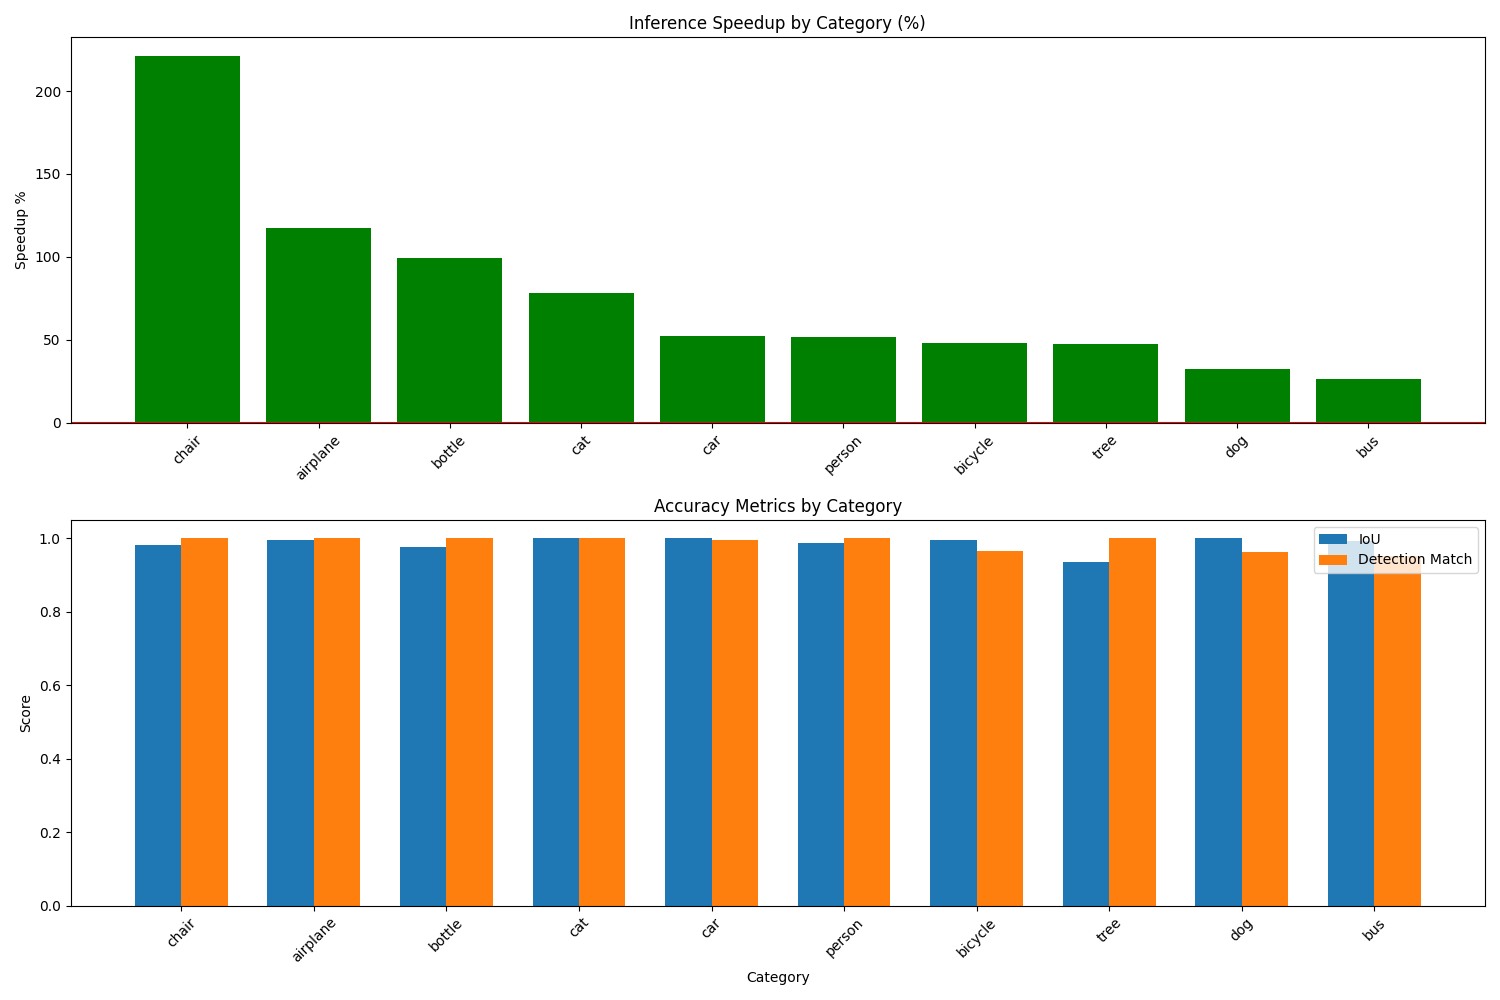 Inference Speedup by Category (%)
Speedup %
200
150
100
50
0
chair airplane bottle cat car person bicycle tree dog bus
Accuracy Metrics by Category
IoU
Detection Match
Score
1.0
0.8
0.6
0.4
0.2
0.0
chair airplane bottle cat car person bicycle tree dog bus
Category